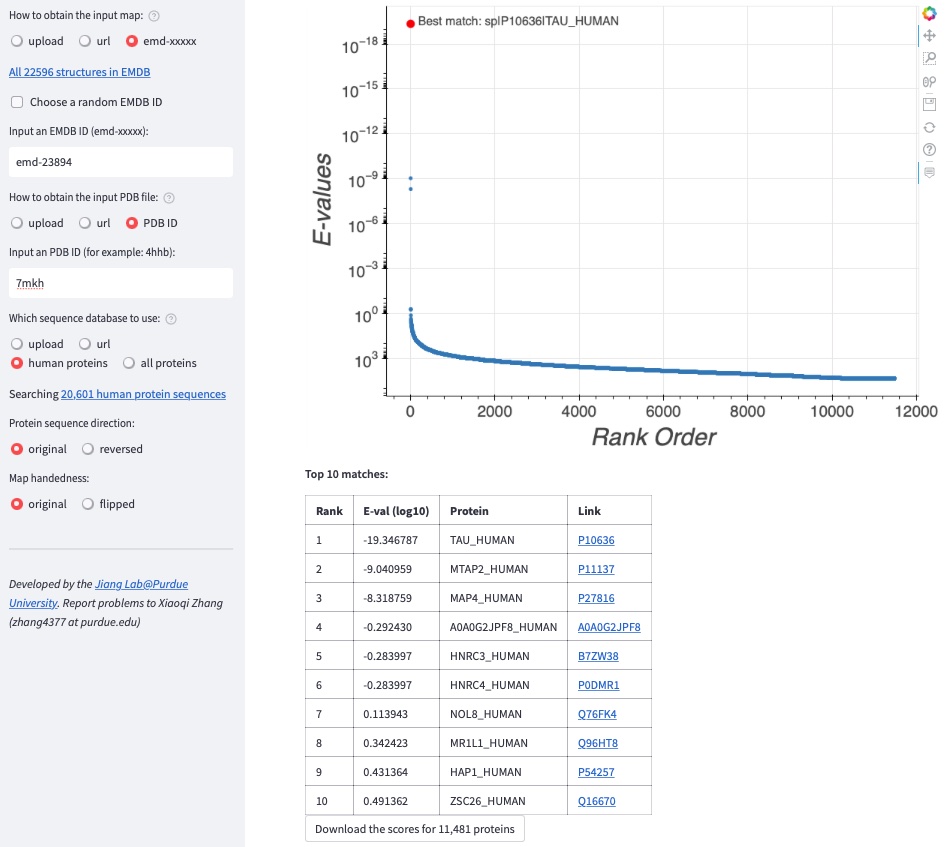 How to obtain the input map:
upload url emd-xxxxx
All 22596 structures in EMDB
Choose a random EMDB ID
Input an EMDB ID (emd-xxxxx):
emd-23894
How to obtain the input PDB file:
upload url PDB ID
Input an PDB ID (for example: 4hhb):
7mkh
Which sequence database to use:
upload url
human proteins all proteins
Searching 20,601 human protein sequences
Protein sequence direction:
original reversed
Map handedness:
original flipped
Developed by the Jiang Lab@Purdue
University. Report problems to Xiaoqi Zhang
(zhang4377 at purdue.edu)
Best match: sp|P10636|TAU_HUMAN
E-values
10⁻¹⁸
10⁻¹⁵
10⁻¹²
10⁻⁹
10⁻⁶
10⁻³
10⁰
10³
0 2000 4000 6000 8000 10000 12000
Rank Order
Top 10 matches:
Rank E-val (log10) Protein Link
1 -19.346787 TAU_HUMAN P10636
2 -9.040959 MTAP2_HUMAN P11137
3 -8.318759 MAP4_HUMAN P27816
4 -0.292430 A0A0G2JPF8_HUMAN A0A0G2JPF8
5 -0.283997 HNRC3_HUMAN B7ZW38
6 -0.283997 HNRC4_HUMAN P0DMR1
7 0.113943 NOL8_HUMAN Q76FK4
8 0.342423 MR1L1_HUMAN Q96HT8
9 0.431364 HAP1_HUMAN P54257
10 0.491362 ZSC26_HUMAN Q16670
Download the scores for 11,481 proteins